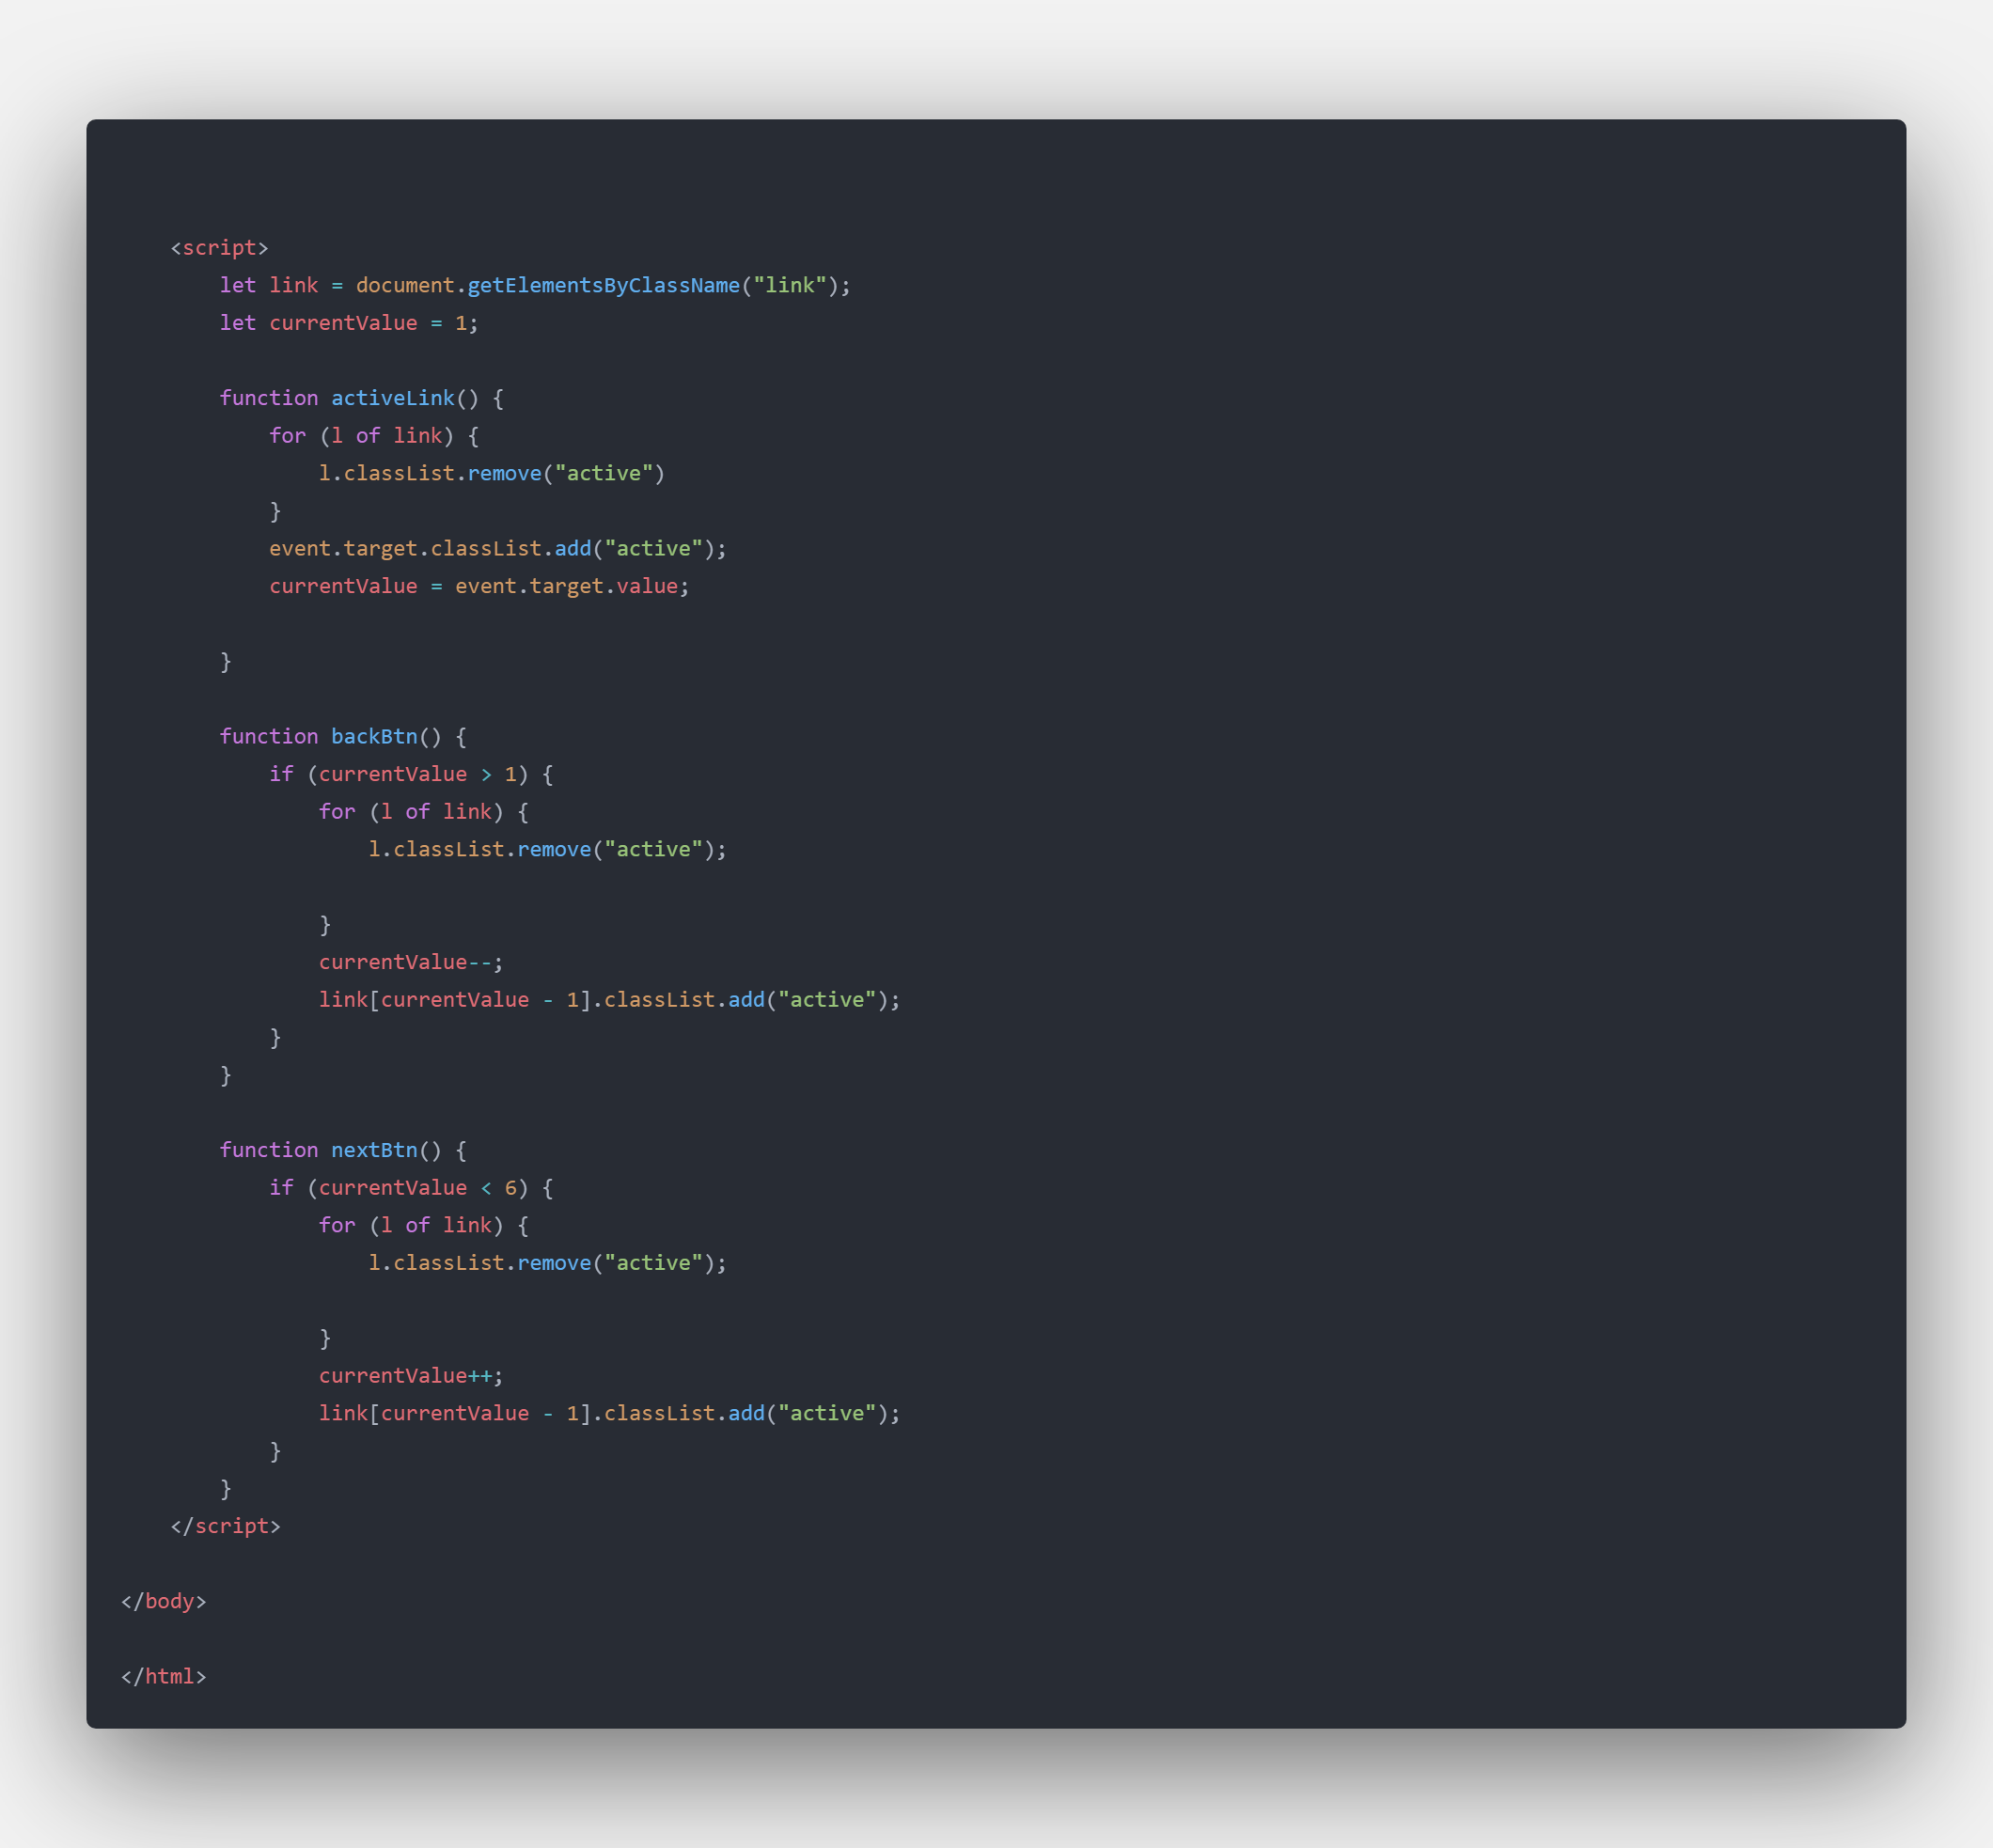 <script>
let link = document.getElementsByClassName("link");
let currentValue = 1;
function activeLink() {
for (l of link) {
l.classList.remove("active")
}
event.target.classList.add("active");
currentValue = event.target.value;
}
function backBtn() {
if (currentValue > 1) {
for (l of link) {
l.classList.remove("active");
}
currentValue--;
link[currentValue - 1].classList.add("active");
}
}
function nextBtn() {
if (currentValue < 6) {
for (l of link) {
l.classList.remove("active");
}
currentValue++;
link[currentValue - 1].classList.add("active");
}
}
</script>
</body>
</html>